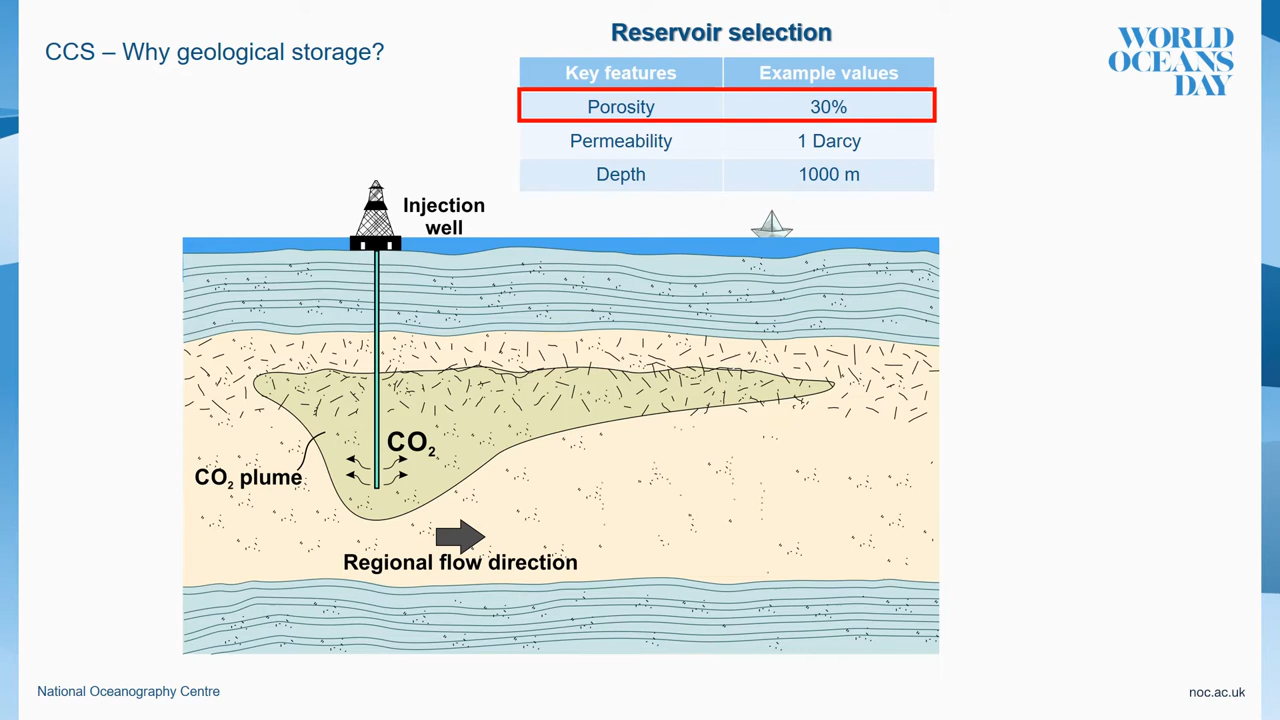 CCS – Why geological storage?
Reservoir selection
WORLD
OCEANS
DAY
Key features Example values
Porosity 30%
Permeability 1 Darcy
Depth 1000 m
Injection
well
CO₂
CO₂ plume
Regional flow direction
National Oceanography Centre
noc.ac.uk